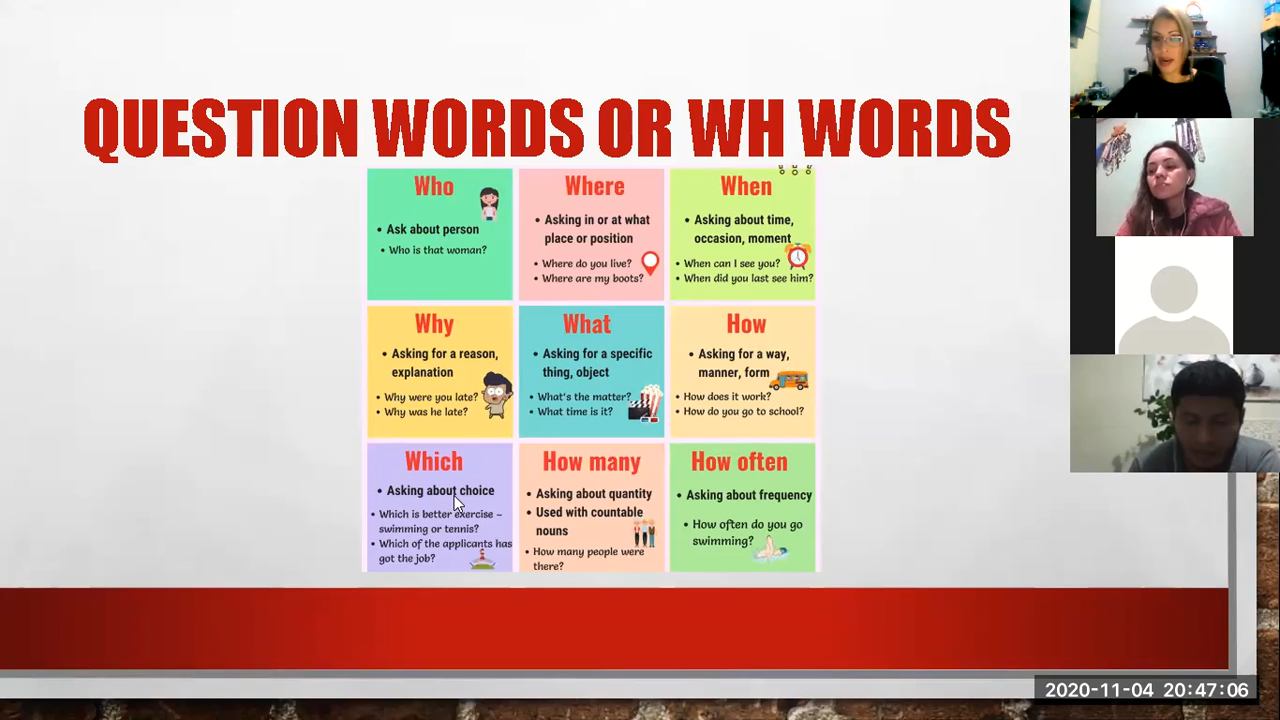 QUESTION WORDS OR WH WORDS
Who
• Ask about person
• Who is that woman?
Where
• Asking in or at what
place or position
• Where do you live?
• Where are my boots?
When
• Asking about time,
occasion, moment
• When can I see you?
• When did you last see him?
Why
• Asking for a reason,
explanation
• Why were you late?
• Why was he late?
What
• Asking for a specific
thing, object
• What's the matter?
• What time is it?
How
• Asking for a way,
manner, form
• How does it work?
• How do you go to school?
Which
• Asking about choice
• Which is better exercise –
swimming or tennis?
• Which of the applicants has
got the job?
How many
• Asking about quantity
• Used with countable
nouns
• How many people were
there?
How often
• Asking about frequency
• How often do you go
swimming?
2020-11-04 20:47:06